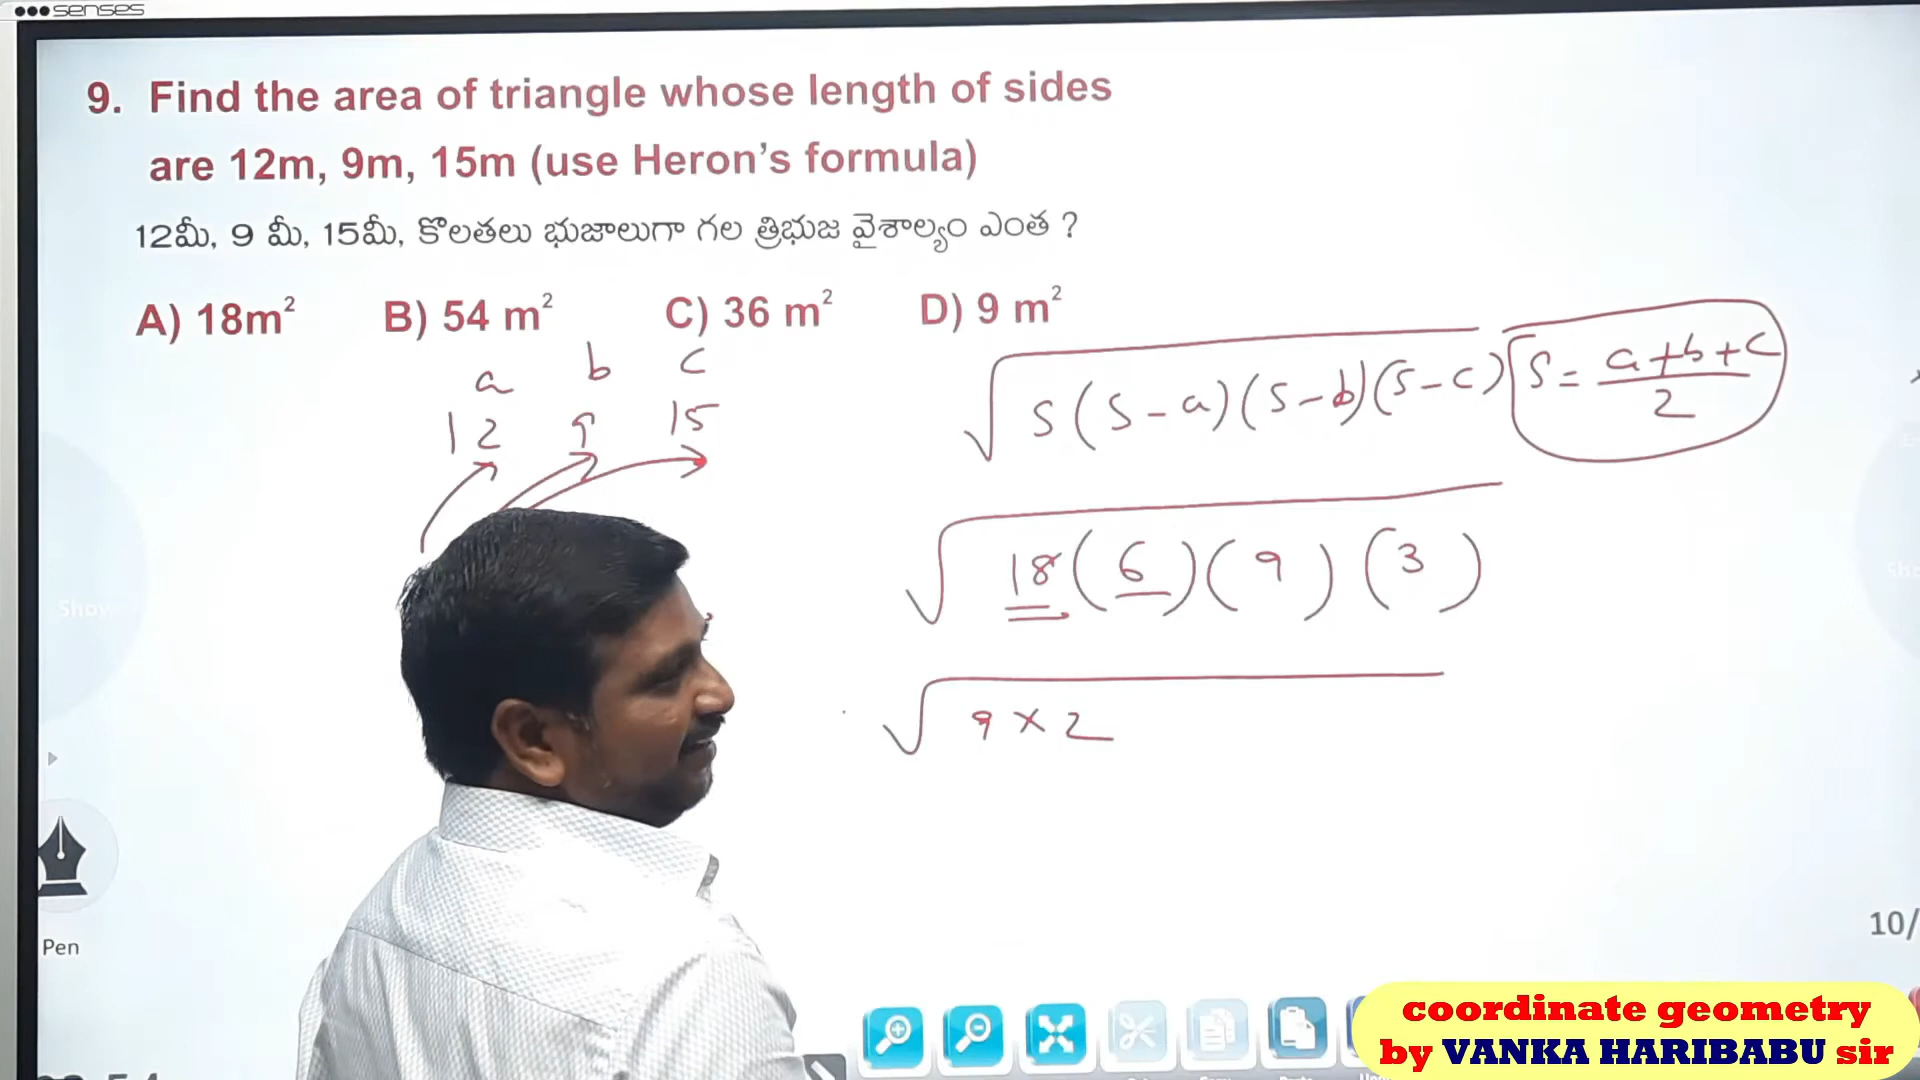 senses
9. Find the area of triangle whose length of sides
are 12m, 9m, 15m (use Heron's formula)
12మీ, 9 మీ, 15మీ, కొలతలు భుజాలుగా గల త్రిభుజ వైశాల్యం ఎంత ?
A) 18m² B) 54 m² C) 36 m² D) 9 m²
a b c
12 9 15
√s(s-a)(s-b)(s-c) s = a+b+c/2
√18(6)(9)(3)
√9×2
Show
Pen
10/
coordinate geometry
by VANKA HARIBABU sir